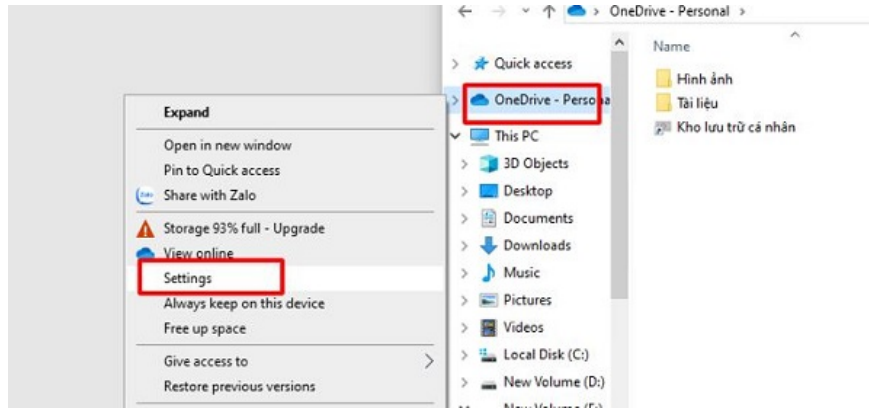 Expand
Open in new window
Pin to Quick access
Share with Zalo
Storage 93% full - Upgrade
View online
Settings
Always keep on this device
Free up space
Give access to
Restore previous versions
OneDrive - Personal
Name
Quick access
OneDrive - Persona
This PC
3D Objects
Desktop
Documents
Downloads
Music
Pictures
Videos
Local Disk (C:)
New Volume (D:)
New Volume (E:)
Hình ảnh
Tài liệu
Kho lưu trữ cá nhân